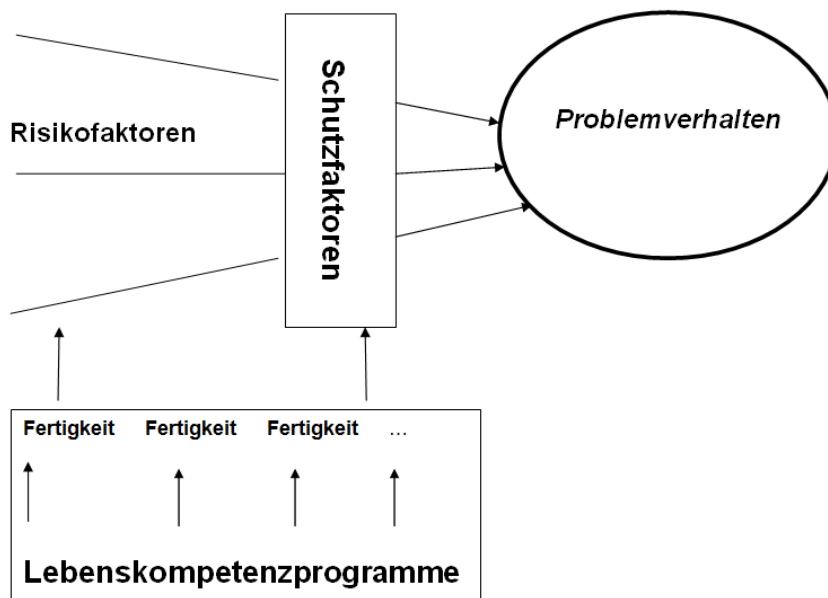 Risikofaktoren
Schutzfaktoren
Problemverhalten
Fertigkeit Fertigkeit Fertigkeit ...
Lebenskompetenzprogramme